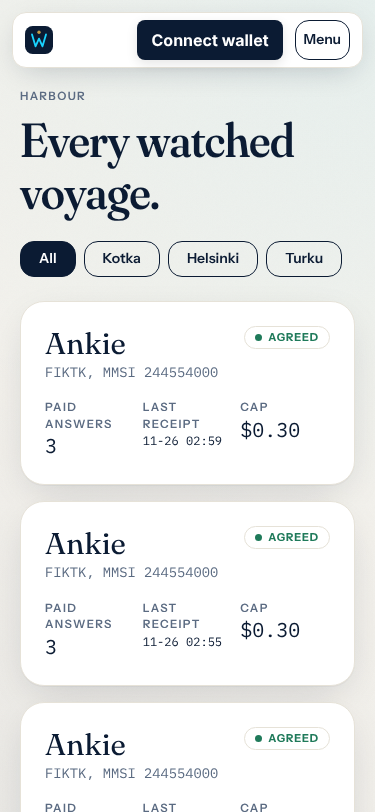 W
Connect wallet
Menu
HARBOUR
Every watched
voyage.
All
Kotka
Helsinki
Turku
Ankie
AGREED
FIKTK, MMSI 244554000
PAID ANSWERS
3
LAST RECEIPT
11-26 02:59
CAP
$0.30
Ankie
AGREED
FIKTK, MMSI 244554000
PAID ANSWERS
3
LAST RECEIPT
11-26 02:55
CAP
$0.30
Ankie
AGREED
FIKTK, MMSI 244554000
PAID
LAST
CAP